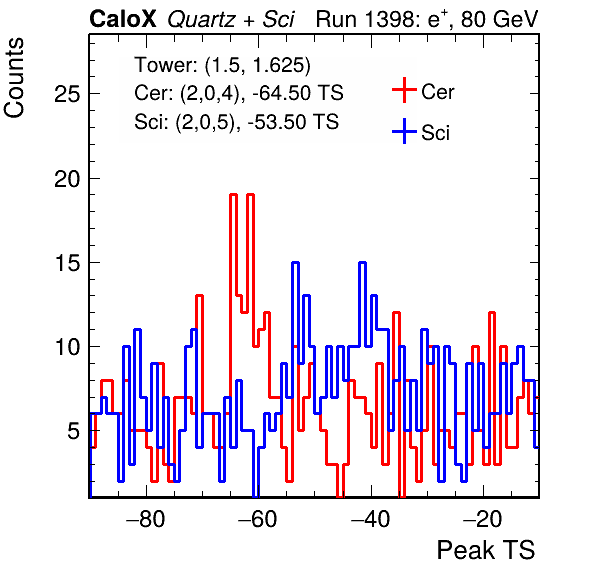 CaloX Quartz + Sci Run 1398: e+, 80 GeV
Counts
Tower: (1.5, 1.625)
Cer: (2,0,4), -64.50 TS
Sci: (2,0,5), -53.50 TS
Cer
Sci
25
20
15
10
5
−80 −60 −40 −20
Peak TS